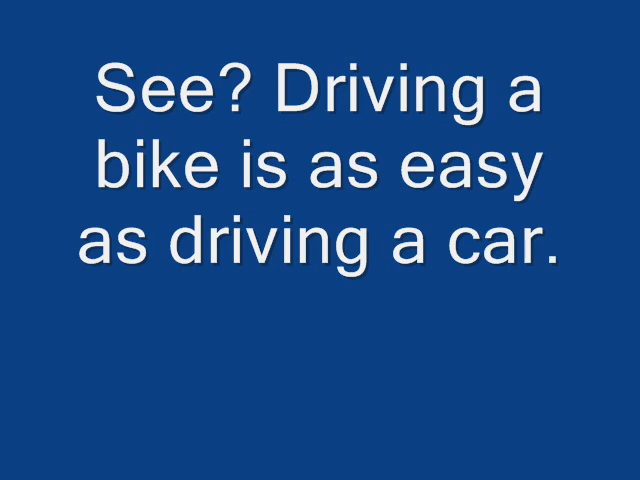 See? Driving a
bike is as easy
as driving a car.